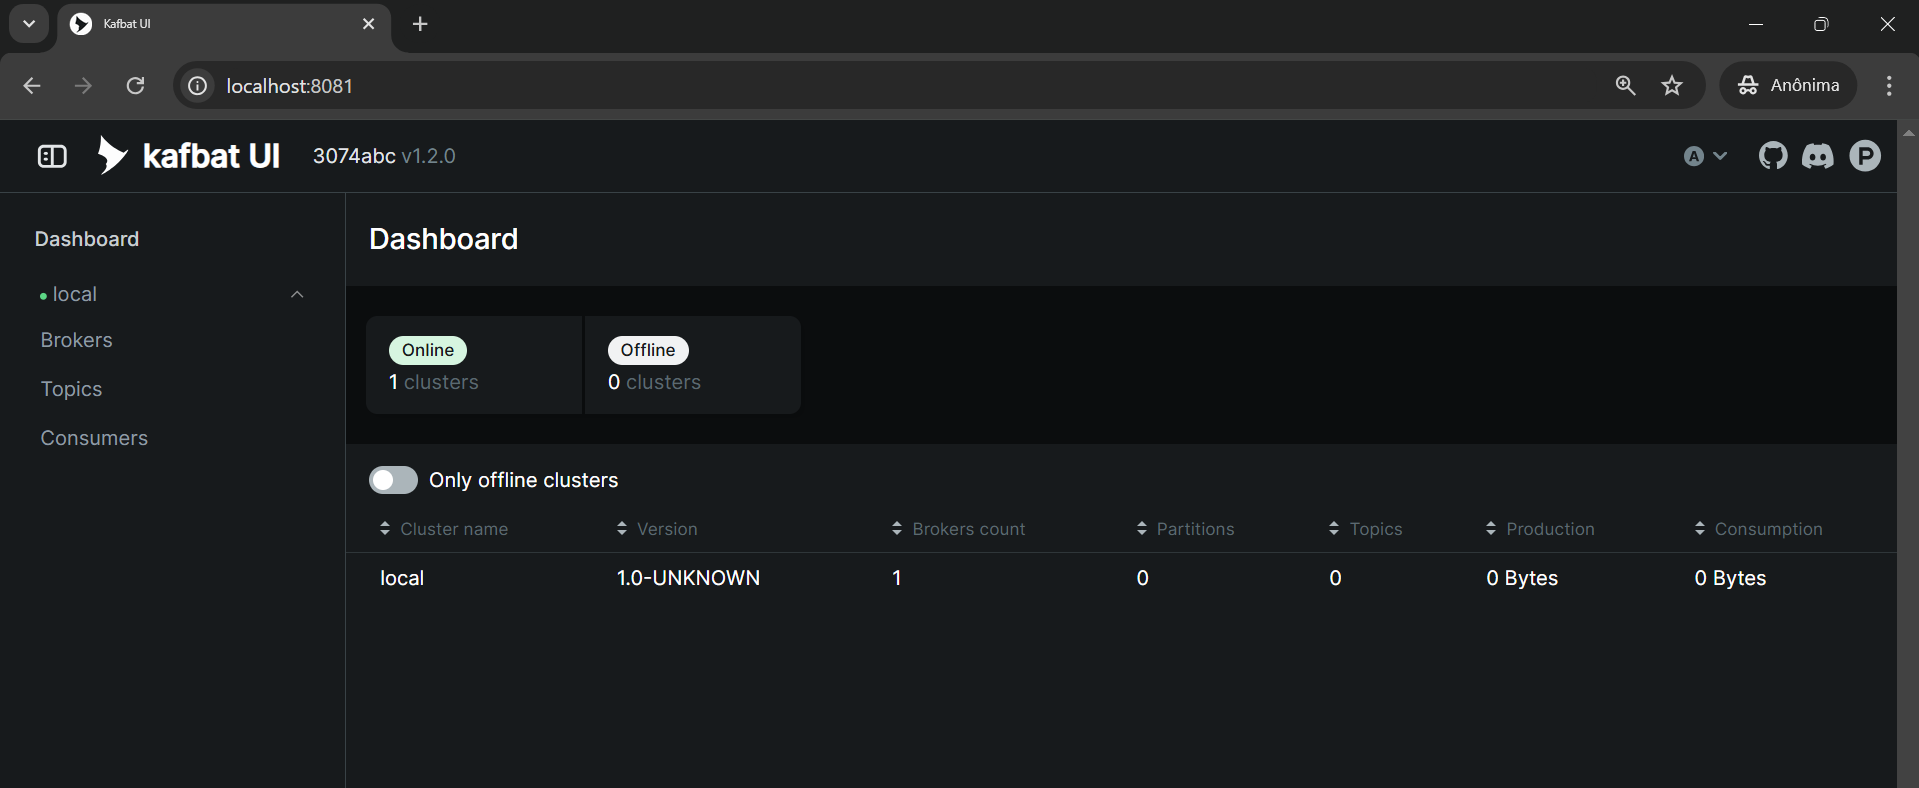 Kafbat UI
localhost:8081
Anônima
kafbat UI 3074abc v1.2.0
A
P
Dashboard
local
Brokers
Topics
Consumers
Dashboard
Online
1 clusters
Offline
0 clusters
Only offline clusters
Cluster name Version Brokers count Partitions Topics Production Consumption
local 1.0-UNKNOWN 1 0 0 0 Bytes 0 Bytes